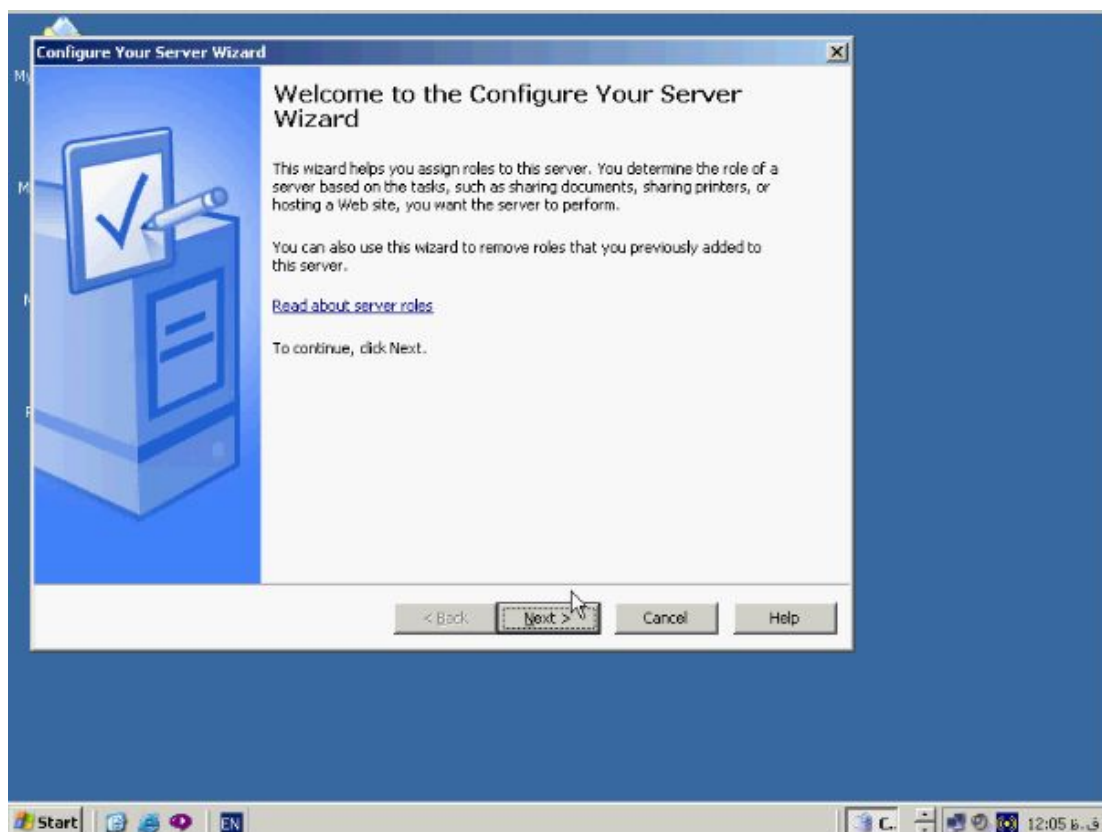 Configure Your Server Wizard
My
Welcome to the Configure Your Server
Wizard
This wizard helps you assign roles to this server. You determine the role of a
server based on the tasks, such as sharing documents, sharing printers, or
hosting a Web site, you want the server to perform.
You can also use this wizard to remove roles that you previously added to
this server.
Read about server roles
To continue, click Next.
< Back
Next >
Cancel
Help
Start
EN
C..
12:05 ق.ظ